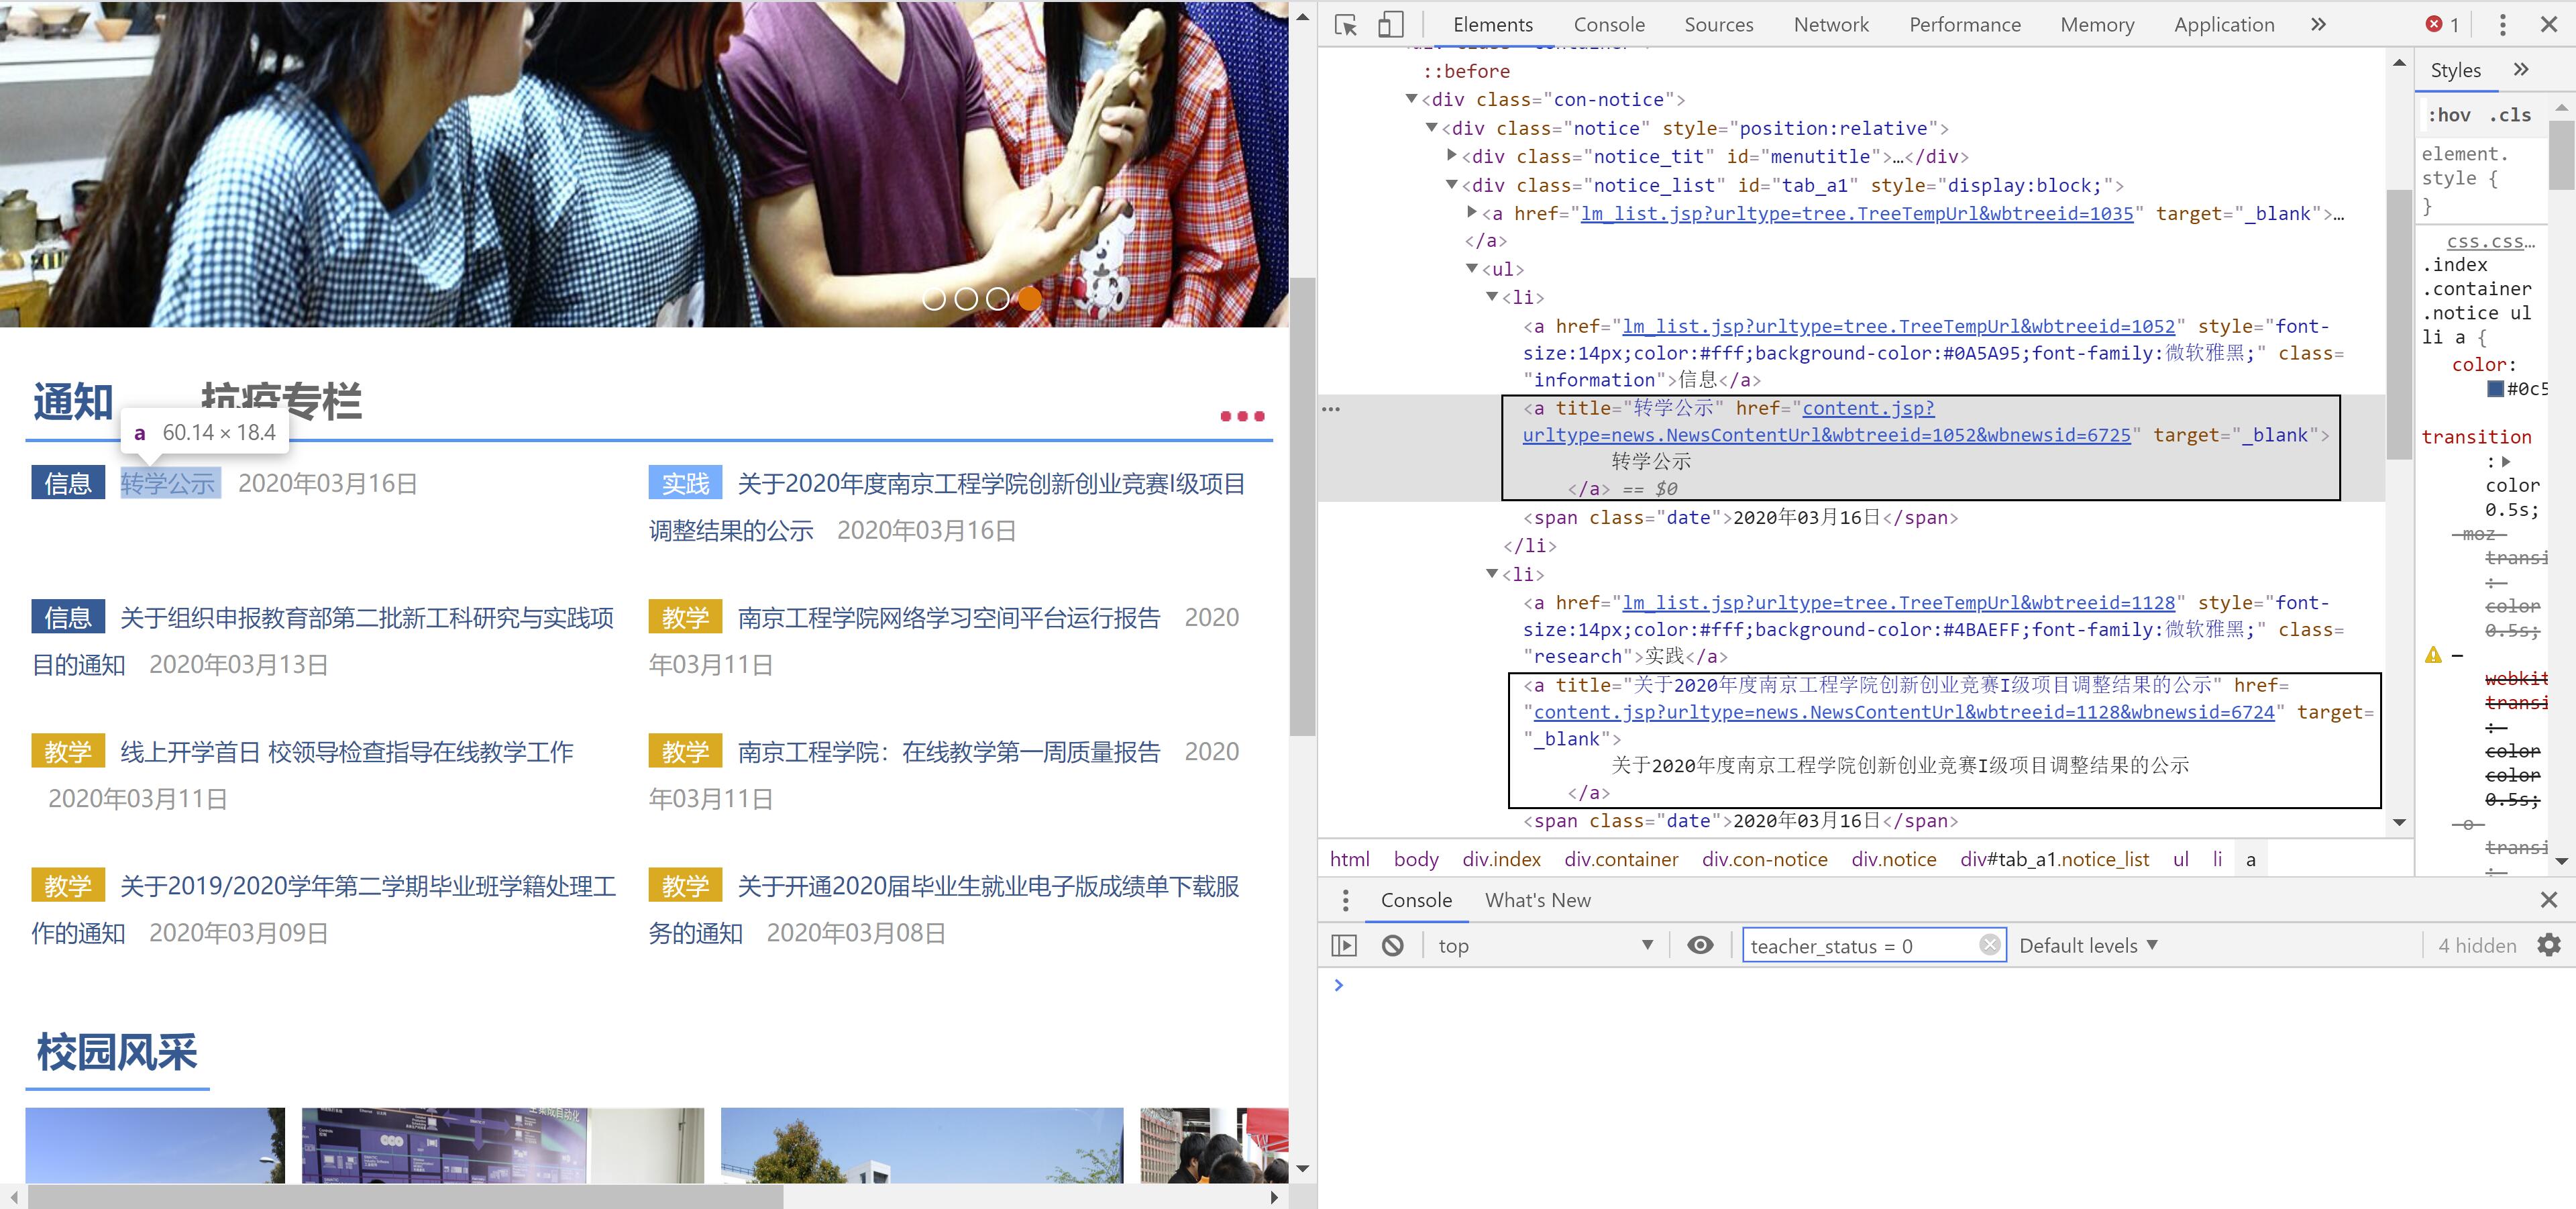 通知
抗疫专栏
a 60.14 × 18.4
信息 转学公示 2020年03月16日
实践 关于2020年度南京工程学院创新创业竞赛I级项目
调整结果的公示 2020年03月16日
信息 关于组织申报教育部第二批新工科研究与实践项
目的通知 2020年03月13日
教学 南京工程学院网络学习空间平台运行报告 2020
年03月11日
教学 线上开学首日 校领导检查指导在线教学工作
2020年03月11日
教学 南京工程学院：在线教学第一周质量报告 2020
年03月11日
教学 关于2019/2020学年第二学期毕业班学籍处理工
作的通知 2020年03月09日
教学 关于开通2020届毕业生就业电子版成绩单下载服
务的通知 2020年03月08日
校园风采
Elements Console Sources Network Performance Memory Application » 1
::before
<div class="con-notice">
<div class="notice" style="position:relative">
<div class="notice_tit" id="menutitle">…</div>
<div class="notice_list" id="tab_a1" style="display:block;">
<a href="lm_list.jsp?urltype=tree.TreeTempUrl&wbtreeid=1035" target="_blank">…
</a>
<ul>
<li>
<a href="lm_list.jsp?urltype=tree.TreeTempUrl&wbtreeid=1052" style="font-
size:14px;color:#fff;background-color:#0A5A95;font-family:微软雅黑;" class=
"information">信息</a>
<a title="转学公示" href="content.jsp?
urltype=news.NewsContentUrl&wbtreeid=1052&wbnewsid=6725" target="_blank">
转学公示
</a> == $0
<span class="date">2020年03月16日</span>
</li>
<li>
<a href="lm_list.jsp?urltype=tree.TreeTempUrl&wbtreeid=1128" style="font-
size:14px;color:#fff;background-color:#4BAEFF;font-family:微软雅黑;" class=
"research">实践</a>
<a title="关于2020年度南京工程学院创新创业竞赛I级项目调整结果的公示" href=
"content.jsp?urltype=news.NewsContentUrl&wbtreeid=1128&wbnewsid=6724" target=
"_blank">
关于2020年度南京工程学院创新创业竞赛I级项目调整结果的公示
</a>
<span class="date">2020年03月16日</span>
html body div.index div.container div.con-notice div.notice div#tab_a1.notice_list ul li a
Styles »
:hov .cls
element.
style {
}
css.css…
.index
.container
.notice ul
li a {
color:
#0c5
transition
:
color
0.5s;
-moz-
transi
:
color
0.5s;
-
webkit
transi
:
color
color
0.5s;
-o-
transi
:
Console What's New
top teacher_status = 0 Default levels 4 hidden